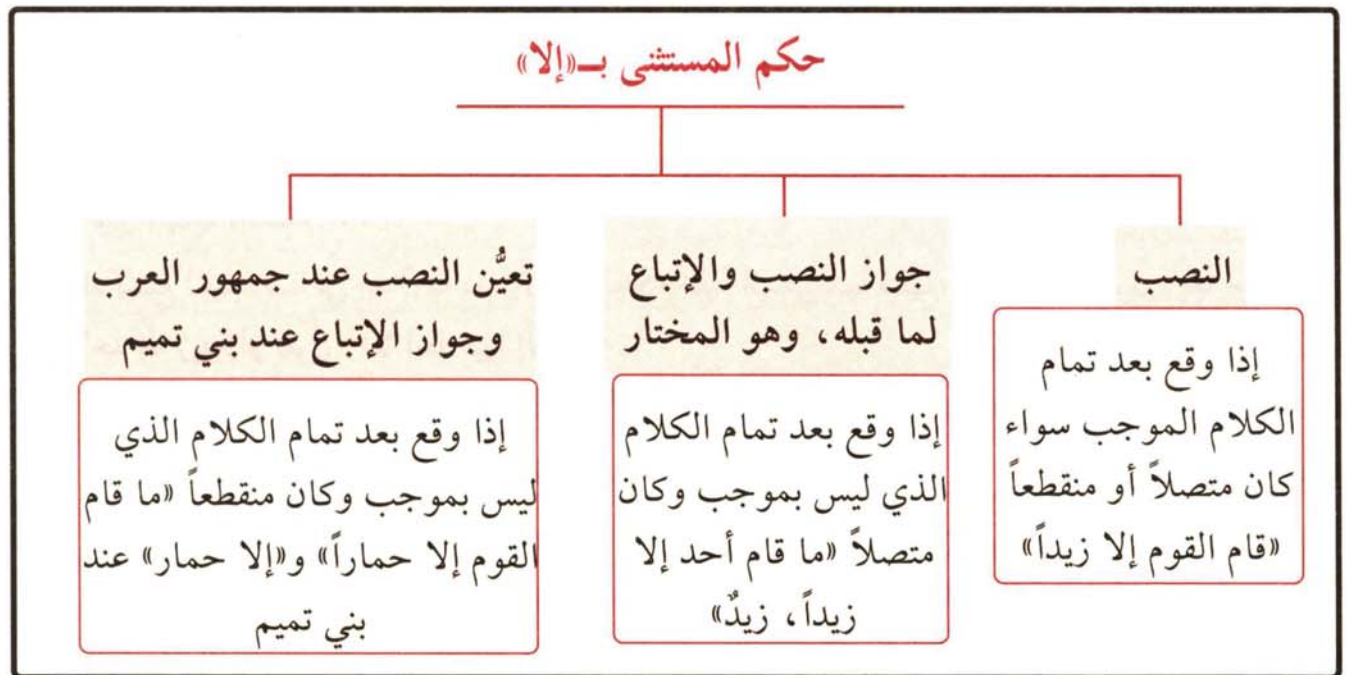 حكم المستثنى بـ«إلا»
النصب
إذا وقع بعد تمام
الكلام الموجب سواء
كان متصلاً أو منقطعاً
«قام القوم إلا زيداً»
جواز النصب والإتباع
لما قبله، وهو المختار
إذا وقع بعد تمام الكلام
الذي ليس بموجب وكان
متصلاً «ما قام أحد إلا
زيداً، زيدٌ»
تعيُّن النصب عند جمهور العرب
وجواز الإتباع عند بني تميم
إذا وقع بعد تمام الكلام الذي
ليس بموجب وكان منقطعاً «ما قام
القوم إلا حماراً» و«إلا حمار» عند
بني تميم